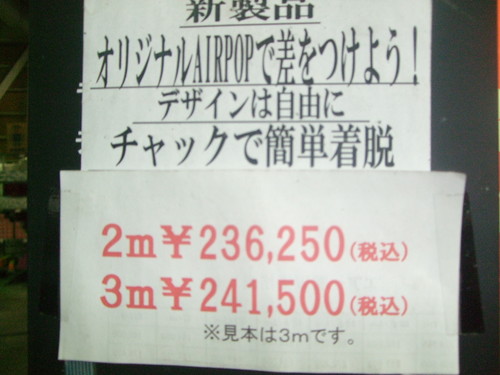 新製品
オリジナルAIRPOPで差をつけよう！
デザインは自由に
チャックで簡単着脱
2m￥236,250(税込)
3m￥241,500(税込)
※見本は3mです。